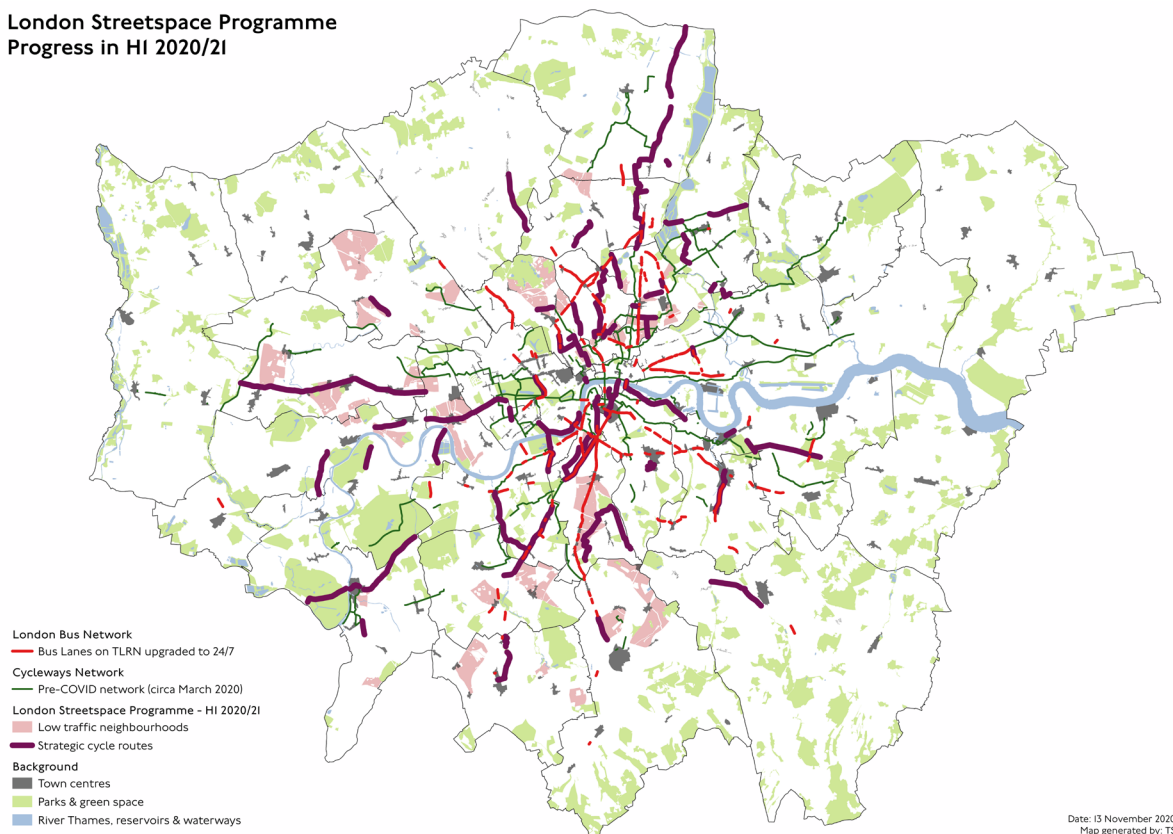 London Streetspace Programme
Progress in H1 2020/21
London Bus Network
Bus Lanes on TLRN upgraded to 24/7
Cycleways Network
Pre-COVID network (circa March 2020)
London Streetspace Programme - H1 2020/21
Low traffic neighbourhoods
Strategic cycle routes
Background
Town centres
Parks & green space
River Thames, reservoirs & waterways
Date: 13 November 2020
Map generated by: